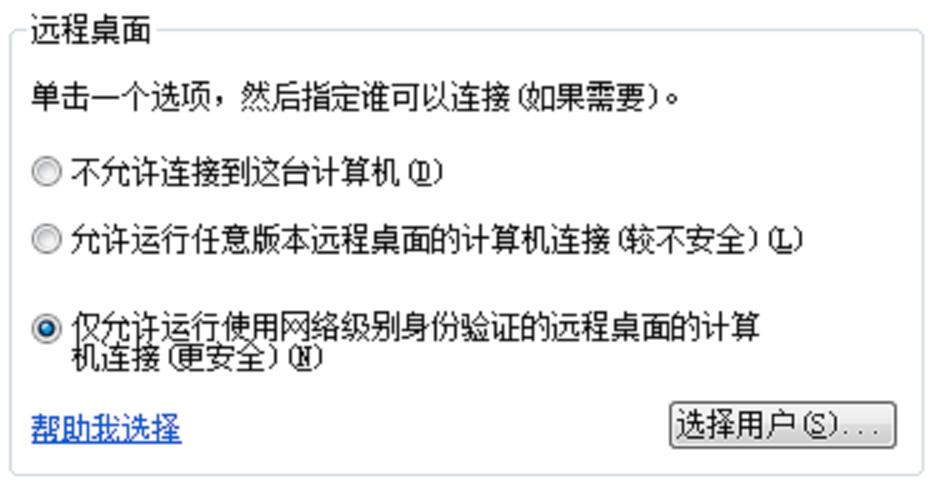 远程桌面
单击一个选项，然后指定谁可以连接(如果需要)。
不允许连接到这台计算机(D)
允许运行任意版本远程桌面的计算机连接(较不安全)(L)
仅允许运行使用网络级别身份验证的远程桌面的计算
机连接(更安全)(N)
帮助我选择
选择用户(S)...